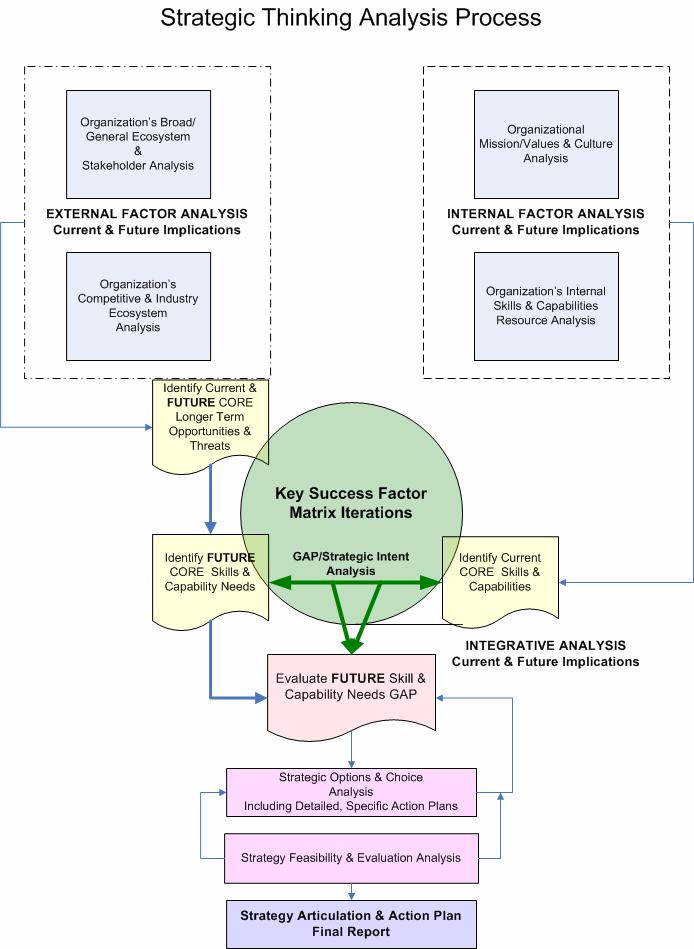 Strategic Thinking Analysis Process
Organization's Broad/
General Ecosystem
&
Stakeholder Analysis
EXTERNAL FACTOR ANALYSIS
Current & Future Implications
Organization's
Competitive & Industry
Ecosystem
Analysis
Organizational
Mission/Values & Culture
Analysis
INTERNAL FACTOR ANALYSIS
Current & Future Implications
Organization's Internal
Skills & Capabilities
Resource Analysis
Identify Current &
FUTURE CORE
Longer Term
Opportunities &
Threats
Key Success Factor
Matrix Iterations
GAP/Strategic Intent
Analysis
Identify FUTURE
CORE Skills &
Capability Needs
Identify Current
CORE Skills &
Capabilities
INTEGRATIVE ANALYSIS
Current & Future Implications
Evaluate FUTURE Skill &
Capability Needs GAP
Strategic Options & Choice
Analysis
Including Detailed, Specific Action Plans
Strategy Feasibility & Evaluation Analysis
Strategy Articulation & Action Plan
Final Report